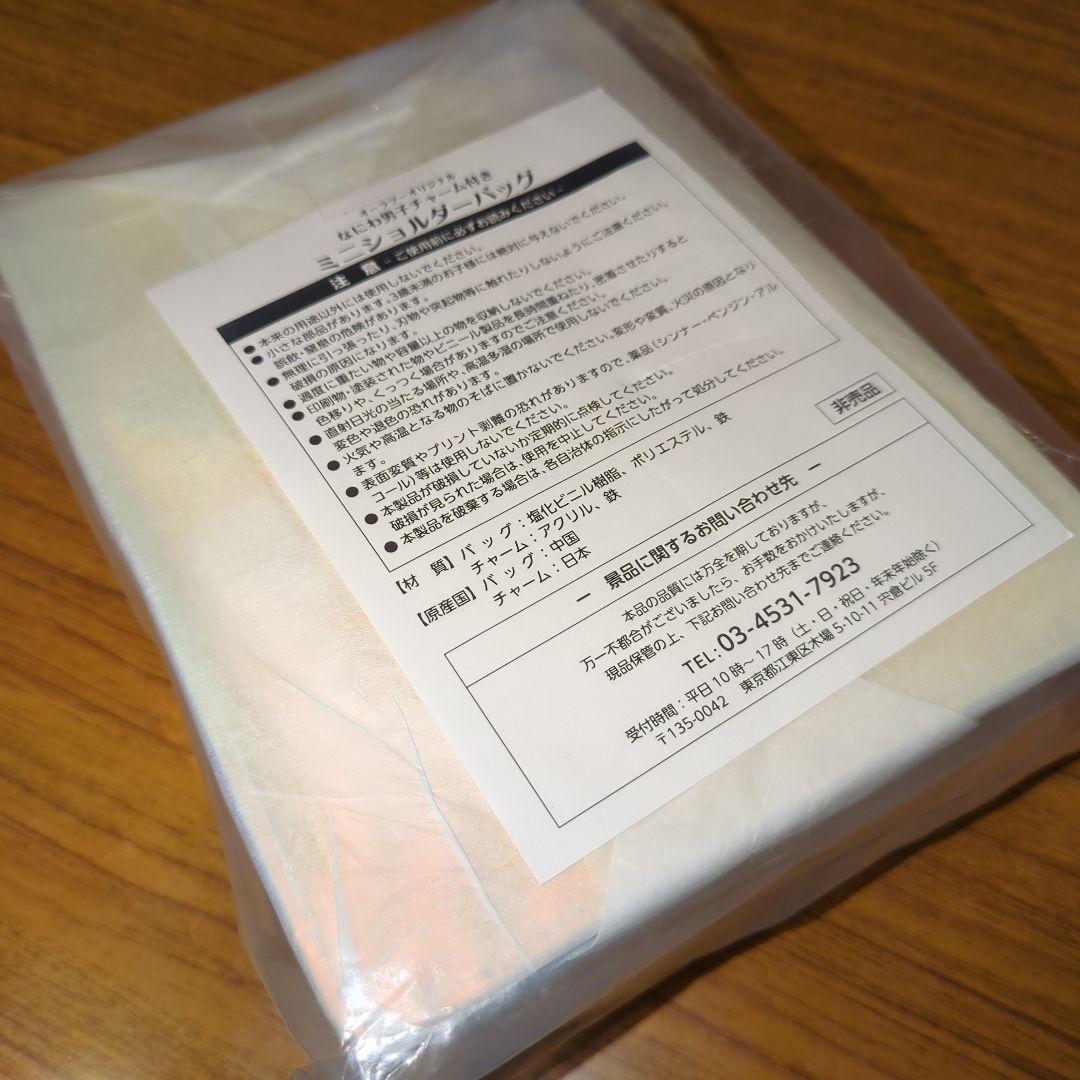 オーラツーオリジナル
なにわ男子チャーム付き
ミニショルダーバッグ
注 意 - ご使用前に必ずお読みください -
●本来の用途以外には使用しないでください。
●小さな部品があります。3歳未満のお子様には絶対に与えないでください。
誤飲・窒息の危険があります。
●無理に引っ張ったり、刃物や突起物等に触れたりしないようにご注意ください。
破損の原因になります。
●過度に重たい物や容量以上の物を収納しないでください。
●印刷物・塗装された物やビニール製品を長時間重ねたり、密着させたりすると
色移りや、くっつく場合がありますのでご注意ください。
●直射日光の当たる場所や、高温多湿の場所で使用しないでください。
変色や退色の恐れがあります。
●火気や高温となる物のそばに置かないでください。変形や変質、火災の原因となり
ます。
●表面変質やプリント剥離の恐れがありますので、薬品(シンナー・ベンジン・アル
コール)等は使用しないでください。
●本製品が破損していないか定期的に点検してください。
破損が見られた場合は、使用を中止してください。
●本製品を破棄する場合は、各自治体の指示にしたがって処分してください。
【材 質】バッグ:塩化ビニル樹脂、ポリエステル、鉄
チャーム:アクリル、鉄
【原産国】バッグ:中国
チャーム:日本
非売品
ー 景品に関するお問い合わせ先 ー
本品の品質には万全を期しておりますが、
万一不都合がございましたら、お手数をおかけいたしますが、
現品保管の上、下記お問い合わせ先までご連絡ください。
TEL:03-4531-7923
受付時間:平日10時〜17時(土・日・祝日・年末年始除く)
〒135-0042 東京都江東区木場5-10-11 宍倉ビル5F